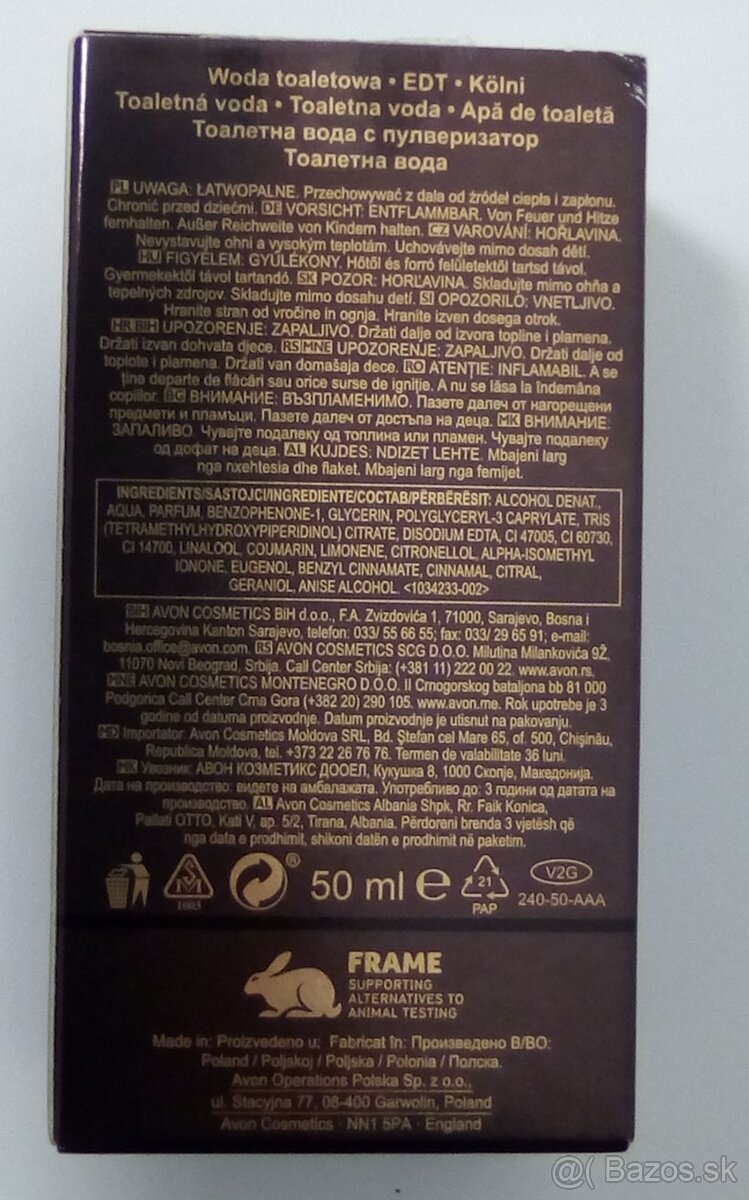 Woda toaletowa • EDT • Kölni
Toaletná voda • Toaletna voda • Apă de toaletă
Тоалетна вода с пулверизатор
Тоалетна вода
PL UWAGA: ŁATWOPALNE. Przechowywać z dala od źródeł ciepła i zapłonu.
Chronić przed dziećmi. DE VORSICHT: ENTFLAMMBAR. Von Feuer und Hitze
fernhalten. Außer Reichweite von Kindern halten. CZ VAROVÁNÍ: HOŘLAVINA.
Nevystavujte ohni a vysokým teplotám. Uchovávejte mimo dosah dětí.
HU FIGYELEM: GYÚLÉKONY. Hőtől és forró felületektől tartsd távol.
Gyermekektől távol tartandó. SK POZOR: HORĽAVINA. Skladujte mimo ohňa a
tepelných zdrojov. Skladujte mimo dosahu detí. SI OPOZORILO: VNETLJIVO.
Hranite stran od vročine in ognja. Hranite izven dosega otrok.
HR BIH UPOZORENJE: ZAPALJIVO. Držati dalje od izvora topline i plamena.
Držati izvan dohvata djece. RS MNE UPOZORENJE: ZAPALJIVO. Držati dalje od
toplote i plamena. Držati van domašaja dece. RO ATENȚIE: INFLAMABIL. A se
ține departe de flăcări sau orice surse de igniție. A nu se lăsa la îndemâna
copiilor. BG ВНИМАНИЕ: ВЪЗПЛАМЕНИМО. Пазете далеч от нагорещени
предмети и пламъци. Пазете далеч от достъпа на деца. MK ВНИМАНИЕ:
ЗАПАЛИВО. Чувајте подалеку од топлина или пламен. Чувајте подалеку
од дофат на деца. AL KUJDES: NDIZET LEHTE. Mbajeni larg
nga nxehtesia dhe flaket. Mbajeni larg nga femijet.
INGREDIENTS/SASTOJCI/INGREDIENTE/СОСТАВ/PËRBËRËSIT: ALCOHOL DENAT.,
AQUA, PARFUM, BENZOPHENONE-1, GLYCERIN, POLYGLYCERYL-3 CAPRYLATE, TRIS
(TETRAMETHYLHYDROXYPIPERIDINOL) CITRATE, DISODIUM EDTA, CI 47005, CI 60730,
CI 14700, LINALOOL, COUMARIN, LIMONENE, CITRONELLOL, ALPHA-ISOMETHYL
IONONE, EUGENOL, BENZYL CINNAMATE, CINNAMAL, CITRAL,
GERANIOL, ANISE ALCOHOL. <1034233-002>
BIH AVON COSMETICS BIH d.o.o., F.A. Zvizdovića 1, 71000, Sarajevo, Bosna i
Hercegovina Kanton Sarajevo, telefon: 033/ 55 66 55; fax: 033/ 29 65 91, e-mail:
bosnia.office@avon.com. RS AVON COSMETICS SCG D.O.O. Milutina Milankovića 9Ž,
11070 Novi Beograd, Srbija. Call Center Srbija: (+381 11) 222 00 22. www.avon.rs.
MNE AVON COSMETICS MONTENEGRO D.O.O. II Crnogorskog bataljona bb 81 000
Podgorica Call Center Crna Gora (+382 20) 290 105. www.avon.me. Rok upotrebe je 3
godine od datuma proizvodnje. Datum proizvodnje je utisnut na pakovanju.
MD Importator: Avon Cosmetics Moldova SRL, Bd. Ștefan cel Mare 65, of. 500, Chișinău,
Republica Moldova, tel. +373 22 26 76 76. Termen de valabilitate 36 luni.
MK Увозник: АВОН КОЗМЕТИКС ДООЕЛ, Кукушка 8, 1000 Скопје, Македонија.
Дата на производство: видете на амбалажата. Употребливо до: 3 години од датата на
производство. AL Avon Cosmetics Albania Shpk, Rr. Faik Konica,
Pallati OTTO, Kati V, ap. 5/2, Tirana, Albania. Përdoreni brenda 3 vjetësh që
nga data e prodhimit, shikoni datën e prodhimit në paketim.
1003 ® 50 ml e 21 PAP V2G
240-50-AAA
FRAME
SUPPORTING
ALTERNATIVES TO
ANIMAL TESTING
Made in: Proizvedeno u: Fabricat în: Произведено В/ВО:
Poland / Poljskoj / Poljska / Polonia / Полска.
Avon Operations Polska Sp. z o.o.,
ul. Stacyjna 77, 08-400 Garwolin, Poland
Avon Cosmetics · NN1 5PA · England
@( Bazos.sk